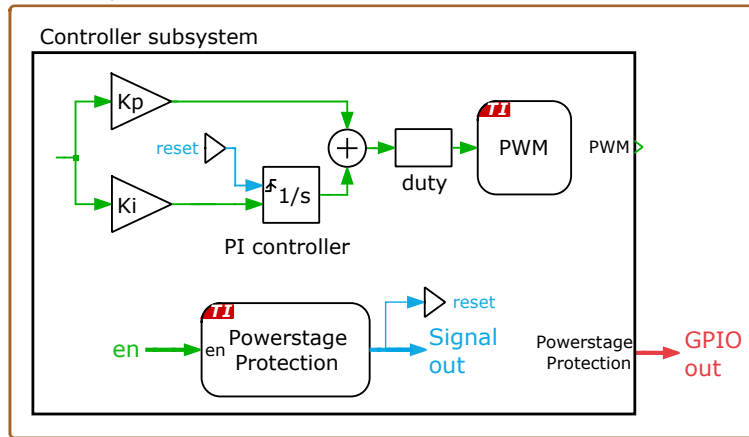 Controller subsystem
Kp
TI
reset
PWM
PWM
1/s
duty
Ki
PI controller
TI
reset
en
en
Powerstage
Protection
Signal
out
Powerstage
Protection
GPIO
out